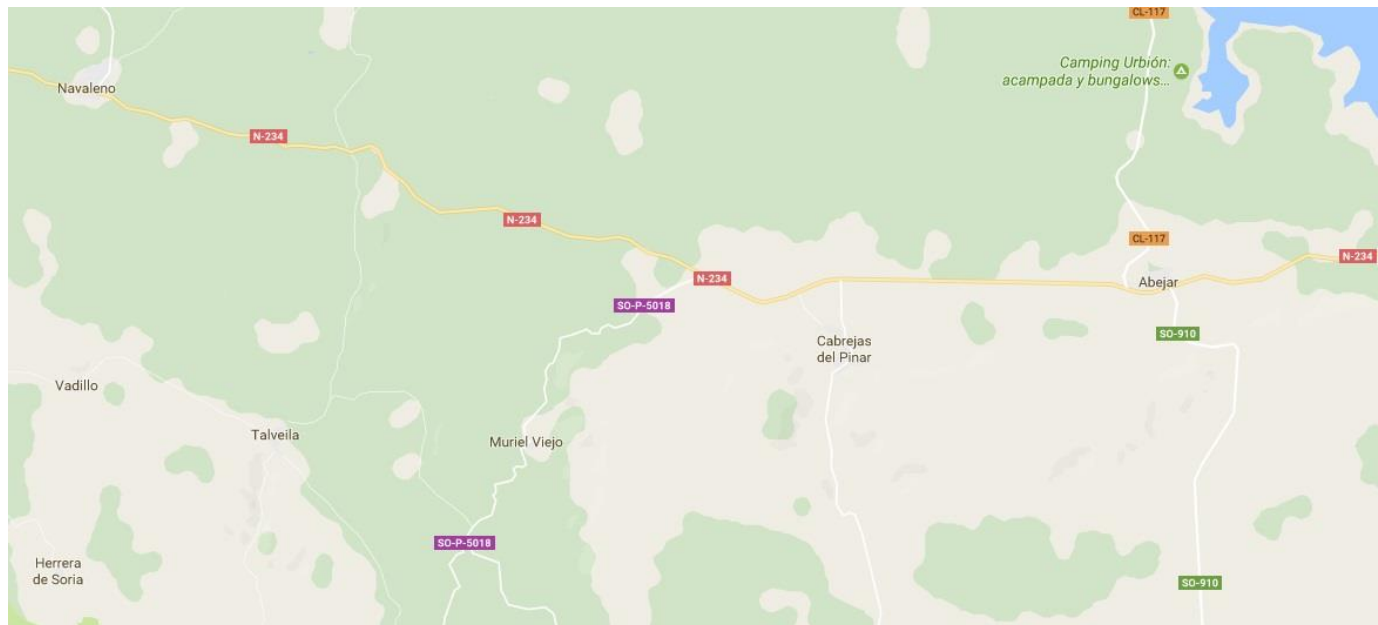 CL-117
Camping Urbión:
acampada y bungalows...
Navaleno
N-234
N-234
CL-117
N-234
N-234
Abejar
SO-P-5018
SO-910
Cabrejas
del Pinar
Vadillo
Talveila
Muriel Viejo
SO-P-5018
Herrera
de Soria
SO-910